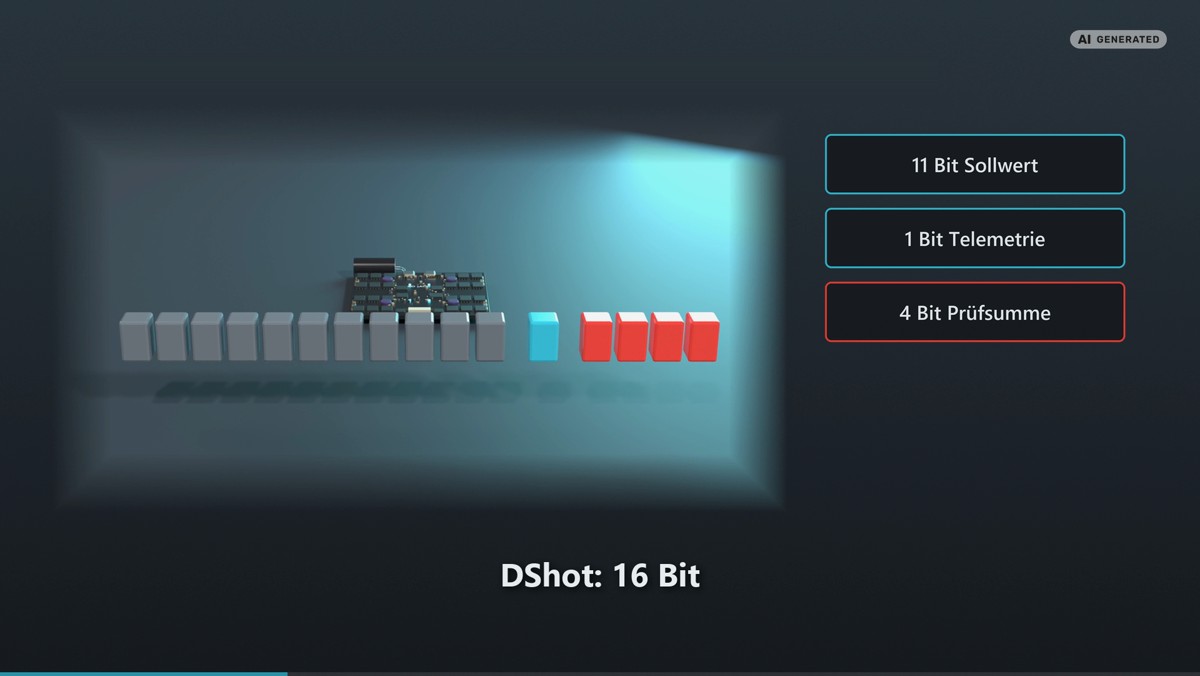 AI GENERATED
11 Bit Sollwert
1 Bit Telemetrie
4 Bit Prüfsumme
DShot: 16 Bit